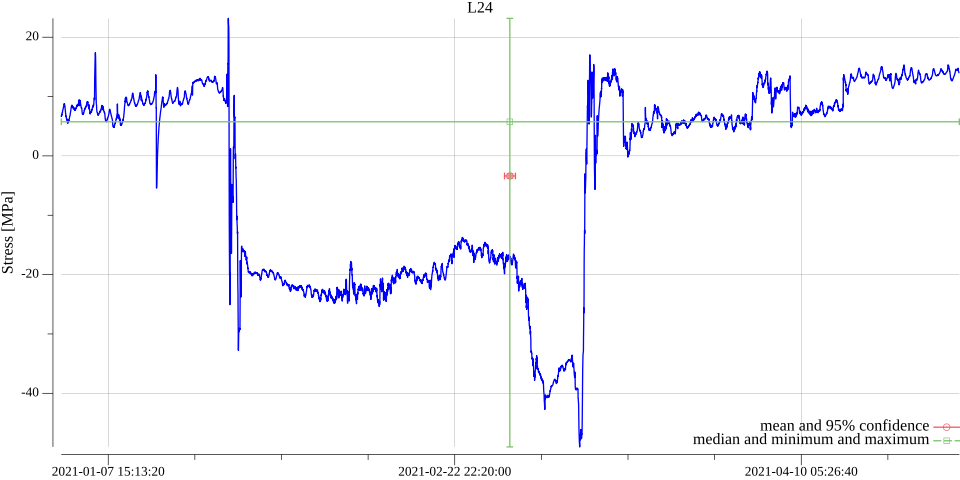 L24
20
0
-20
-40
Stress [MPa]
mean and 95% confidence
median and minimum and maximum
2021-01-07 15:13:20
2021-02-22 22:20:00
2021-04-10 05:26:40